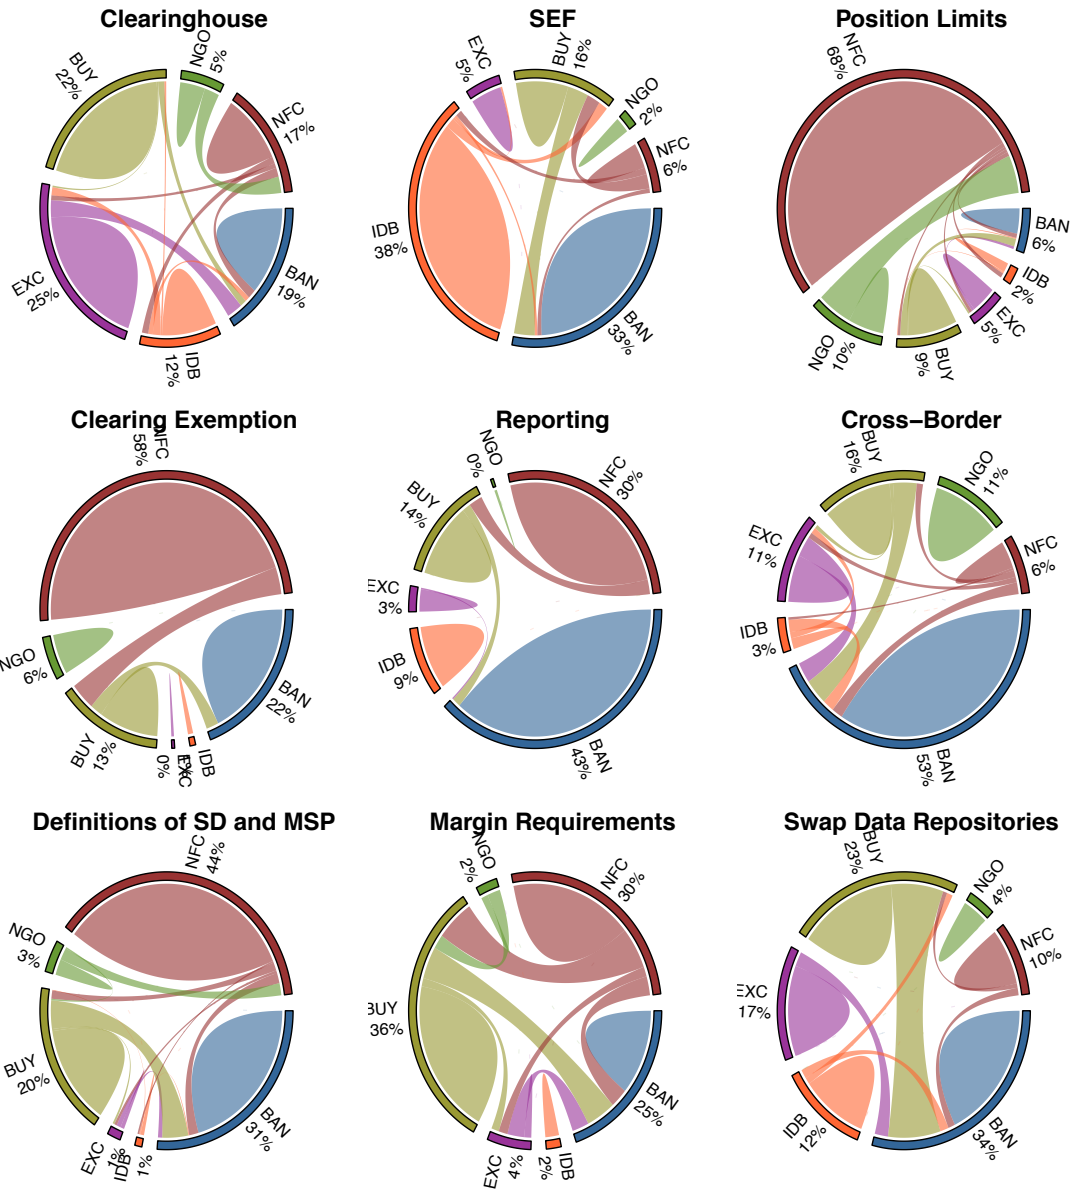 Clearinghouse
BUY
22%
NGO
5%
NFC
17%
EXC
25%
BAN
19%
IDB
12%
SEF
EXC
5%
BUY
16%
NGO
2%
NFC
6%
IDB
38%
BAN
33%
Position Limits
NFC
68%
BAN
6%
IDB
2%
EXC
5%
BUY
9%
NGO
10%
Clearing Exemption
NFC
58%
NGO
6%
BUY
13%
EXC
0%
IDB
BAN
22%
Reporting
NGO
0%
NFC
30%
BUY
14%
EXC
3%
IDB
9%
BAN
43%
Cross−Border
BUY
16%
NGO
11%
EXC
11%
NFC
6%
IDB
3%
BAN
53%
Definitions of SD and MSP
NFC
44%
NGO
3%
BUY
20%
EXC
1%
IDB
1%
BAN
31%
Margin Requirements
NGO
2%
NFC
30%
BUY
36%
BAN
25%
EXC
4%
IDB
2%
Swap Data Repositories
BUY
23%
NGO
4%
NFC
10%
EXC
17%
IDB
12%
BAN
34%